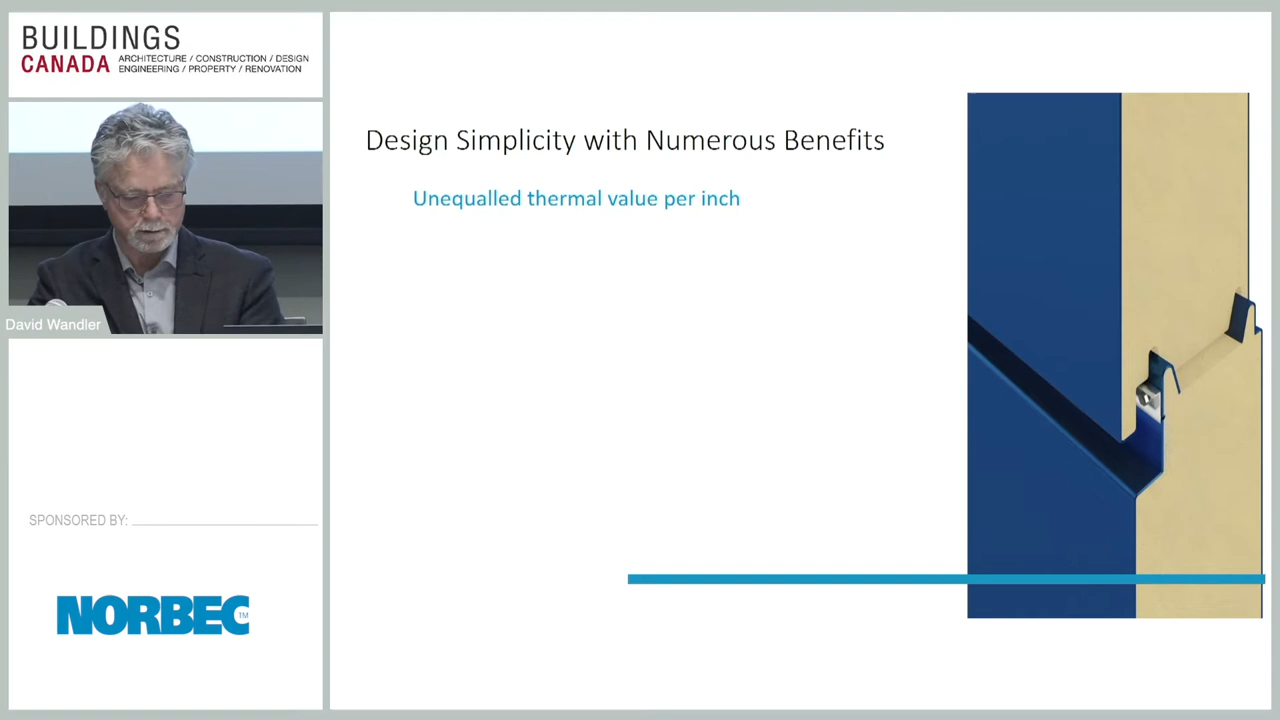 BUILDINGS
CANADA
ARCHITECTURE / CONSTRUCTION / DESIGN
ENGINEERING / PROPERTY / RENOVATION
Design Simplicity with Numerous Benefits
Unequalled thermal value per inch
David Wandler
SPONSORED BY:
NORBEC™